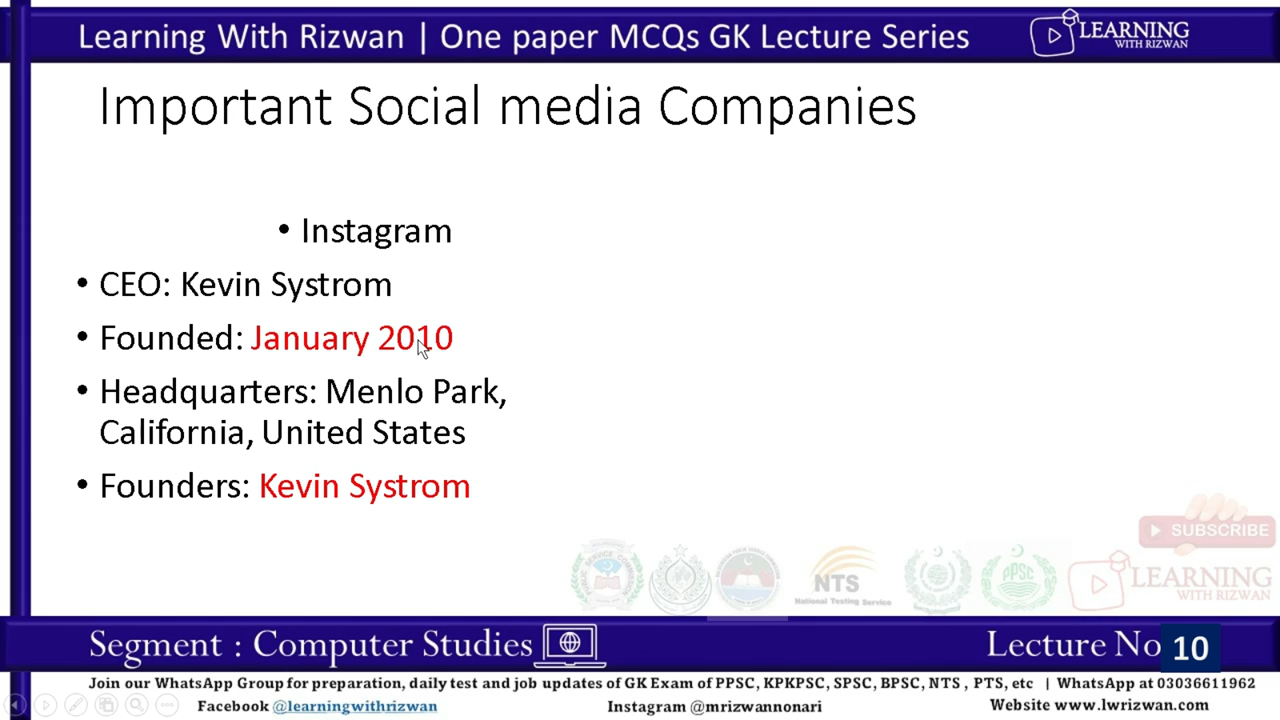 Learning With Rizwan | One paper MCQs GK Lecture Series
LEARNING
WITH RIZWAN
Important Social media Companies
• Instagram
• CEO: Kevin Systrom
• Founded: January 2010
• Headquarters: Menlo Park,
California, United States
• Founders: Kevin Systrom
SUBSCRIBE
NTS
National Testing Service
PPSC
LEARNING
WITH RIZWAN
Segment : Computer Studies
Lecture No 10
Join our WhatsApp Group for preparation, daily test and job updates of GK Exam of PPSC, KPKPSC, SPSC, BPSC, NTS , PTS, etc | WhatsApp at 03036611962
Facebook @learningwithrizwan Instagram @mrizwannonari Website www.lwrizwan.com